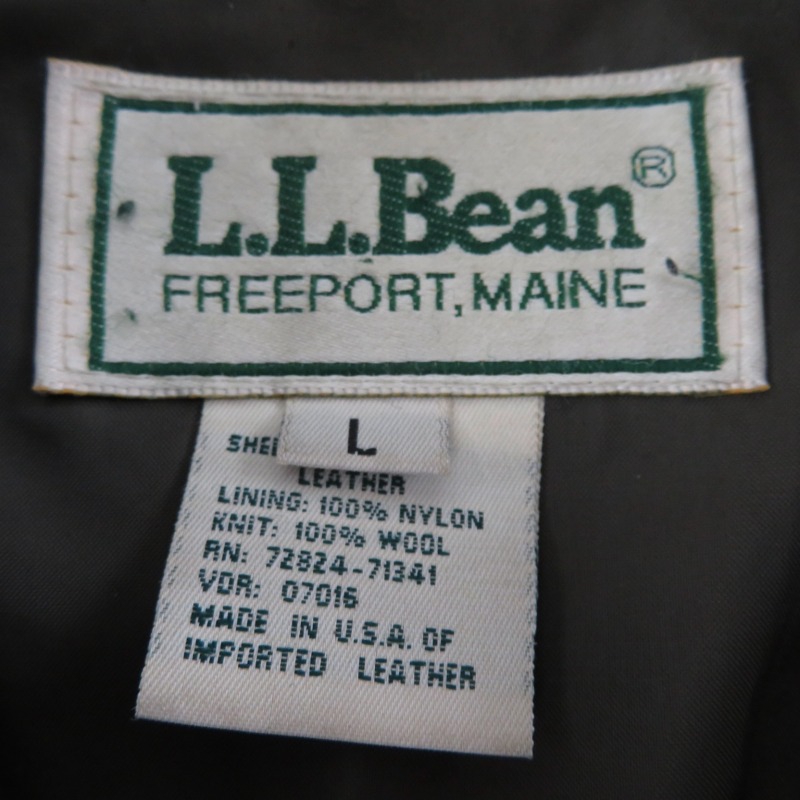 L.L.Bean®
FREEPORT, MAINE
L
LEATHER
LINING: 100% NYLON
KNIT: 100% WOOL
RN: 72824-71341
VDR: 07016
MADE IN U.S.A. OF
IMPORTED LEATHER